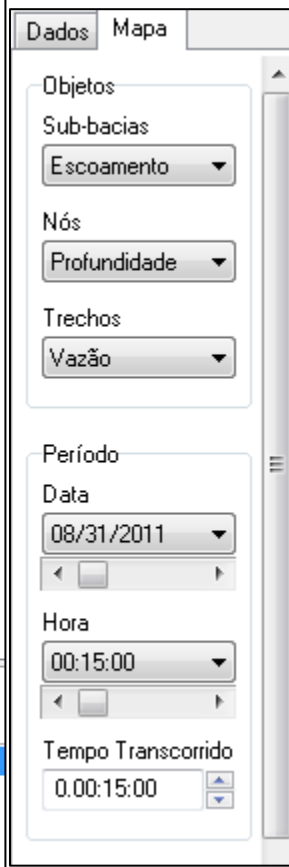 Dados Mapa
Objetos
Sub-bacias
Escoamento
Nós
Profundidade
Trechos
Vazão
Período
Data
08/31/2011
Hora
00:15:00
Tempo Transcorrido
0.00:15:00